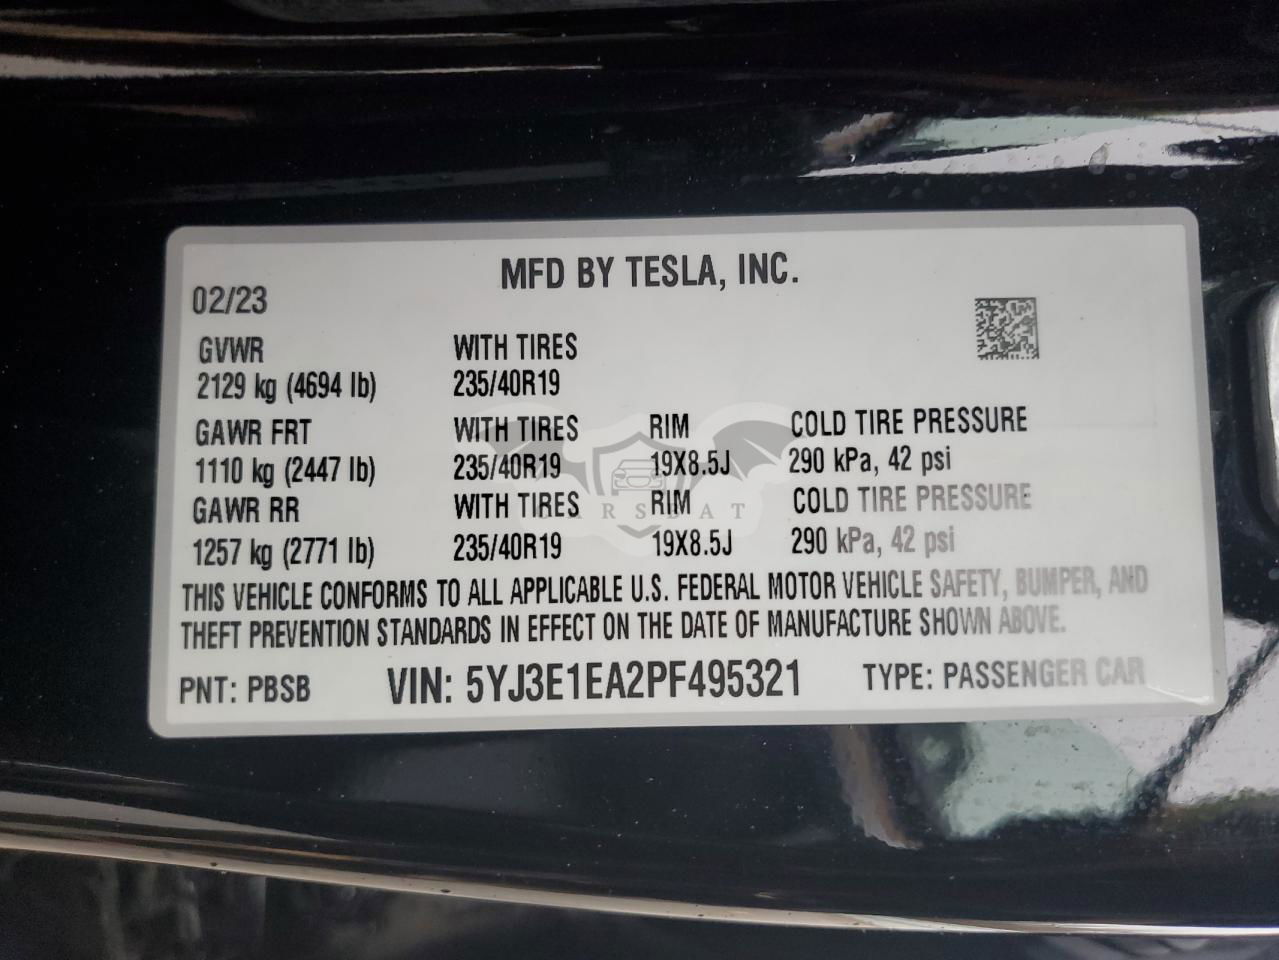 MFD BY TESLA, INC.
02/23
GVWR WITH TIRES
2129 kg (4694 lb) 235/40R19
GAWR FRT WITH TIRES RIM COLD TIRE PRESSURE
1110 kg (2447 lb) 235/40R19 19X8.5J 290 kPa, 42 psi
GAWR RR WITH TIRES RIM COLD TIRE PRESSURE
CARSDAT
1257 kg (2771 lb) 235/40R19 19X8.5J 290 kPa, 42 psi
THIS VEHICLE CONFORMS TO ALL APPLICABLE U.S. FEDERAL MOTOR VEHICLE SAFETY, BUMPER, AND
THEFT PREVENTION STANDARDS IN EFFECT ON THE DATE OF MANUFACTURE SHOWN ABOVE.
PNT: PBSB VIN: 5YJ3E1EA2PF495321 TYPE: PASSENGER CAR